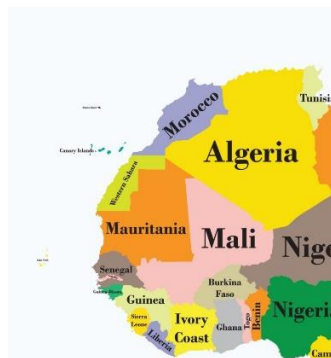 Tunisi
Morocco
Algeria
Canary Islands
Western Sahara
Mauritania
Mali
Nige
Senegal
Burkina
Faso
Guinea
Nigeri
Sierra
Leone
Ivory
Coast
Ghana
Togo
Benin
Liberia
Cam